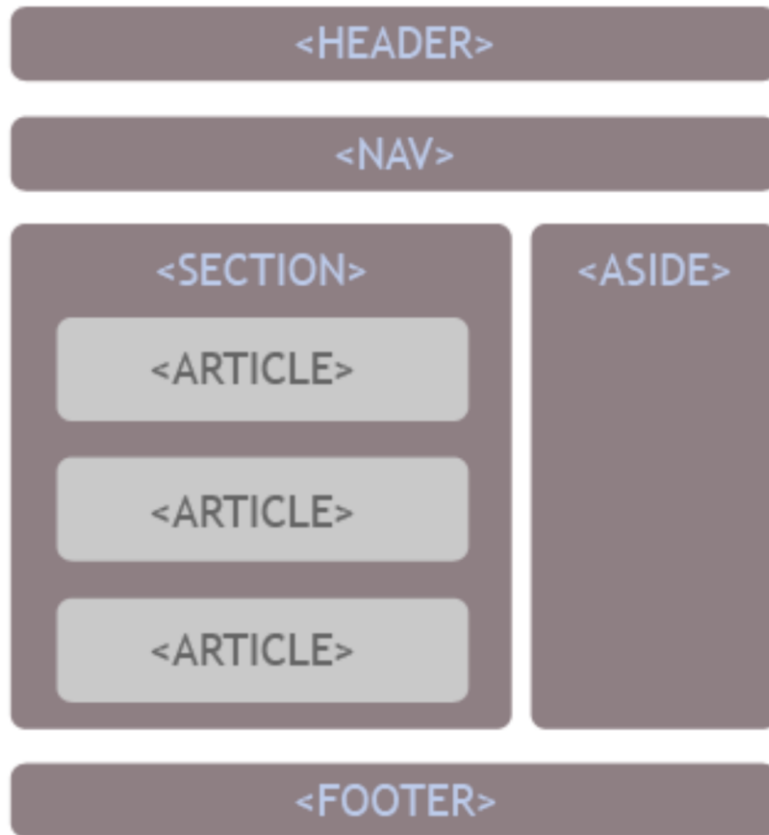 <HEADER>
<NAV>
<SECTION>
<ASIDE>
<ARTICLE>
<ARTICLE>
<ARTICLE>
<FOOTER>